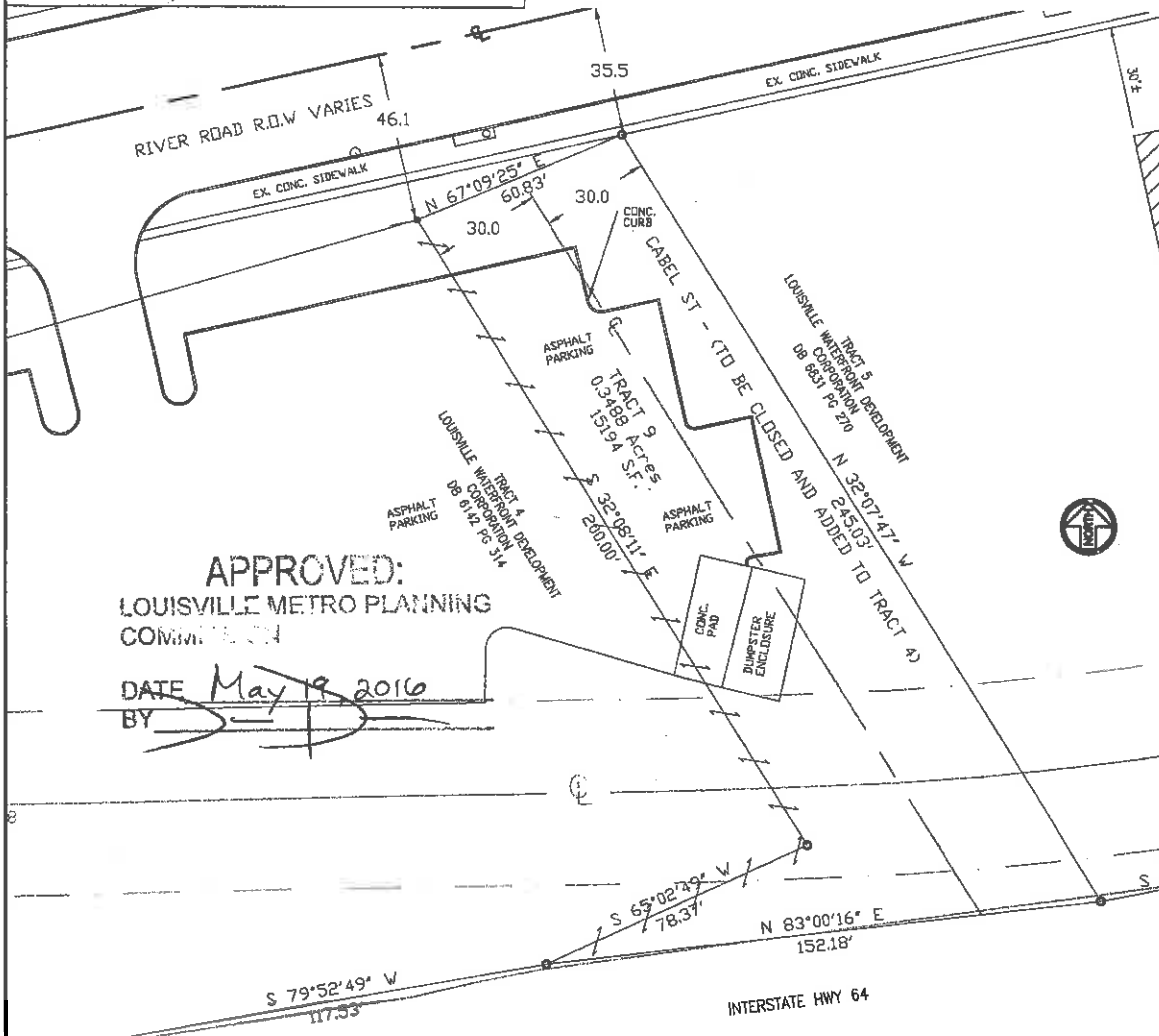 35.5
EX. CONC. SIDEWALK
30'±
RIVER ROAD R.O.W VARIES
46.1
EX. CONC. SIDEWALK
N 67°09'25" E
60.83'
30.0
30.0
CONC.
CURB
CABEL ST - (TO BE CLOSED AND ADDED TO TRACT 4)
TRACT 5
LOUISVILLE WATERFRONT DEVELOPMENT
CORPORATION
DB 6831 PG 270
ASPHALT
PARKING
TRACT 9
0.3488 Acres.
15194 S.F.
N 32°07'47" W
245.03'
TRACT 4
LOUISVILLE WATERFRONT DEVELOPMENT
CORPORATION
DB 6142 PG 314
ASPHALT
PARKING
S 32°08'11" E
200.00'
ASPHALT
PARKING
NORTH
APPROVED:
LOUISVILLE METRO PLANNING
DATE May 19, 2016
BY
CONC.
PAD
DUMPSTER
ENCLOSURE
8
S 65°02'49" W
78.37'
N 83°00'16" E
152.18'
S
S 79°52'49" W
117.53'
INTERSTATE HWY 64